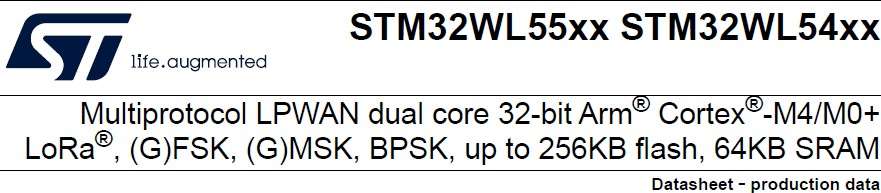 STM32WL55xx STM32WL54xx
ST life.augmented
Multiprotocol LPWAN dual core 32-bit Arm® Cortex®-M4/M0+
LoRa®, (G)FSK, (G)MSK, BPSK, up to 256KB flash, 64KB SRAM
Datasheet - production data